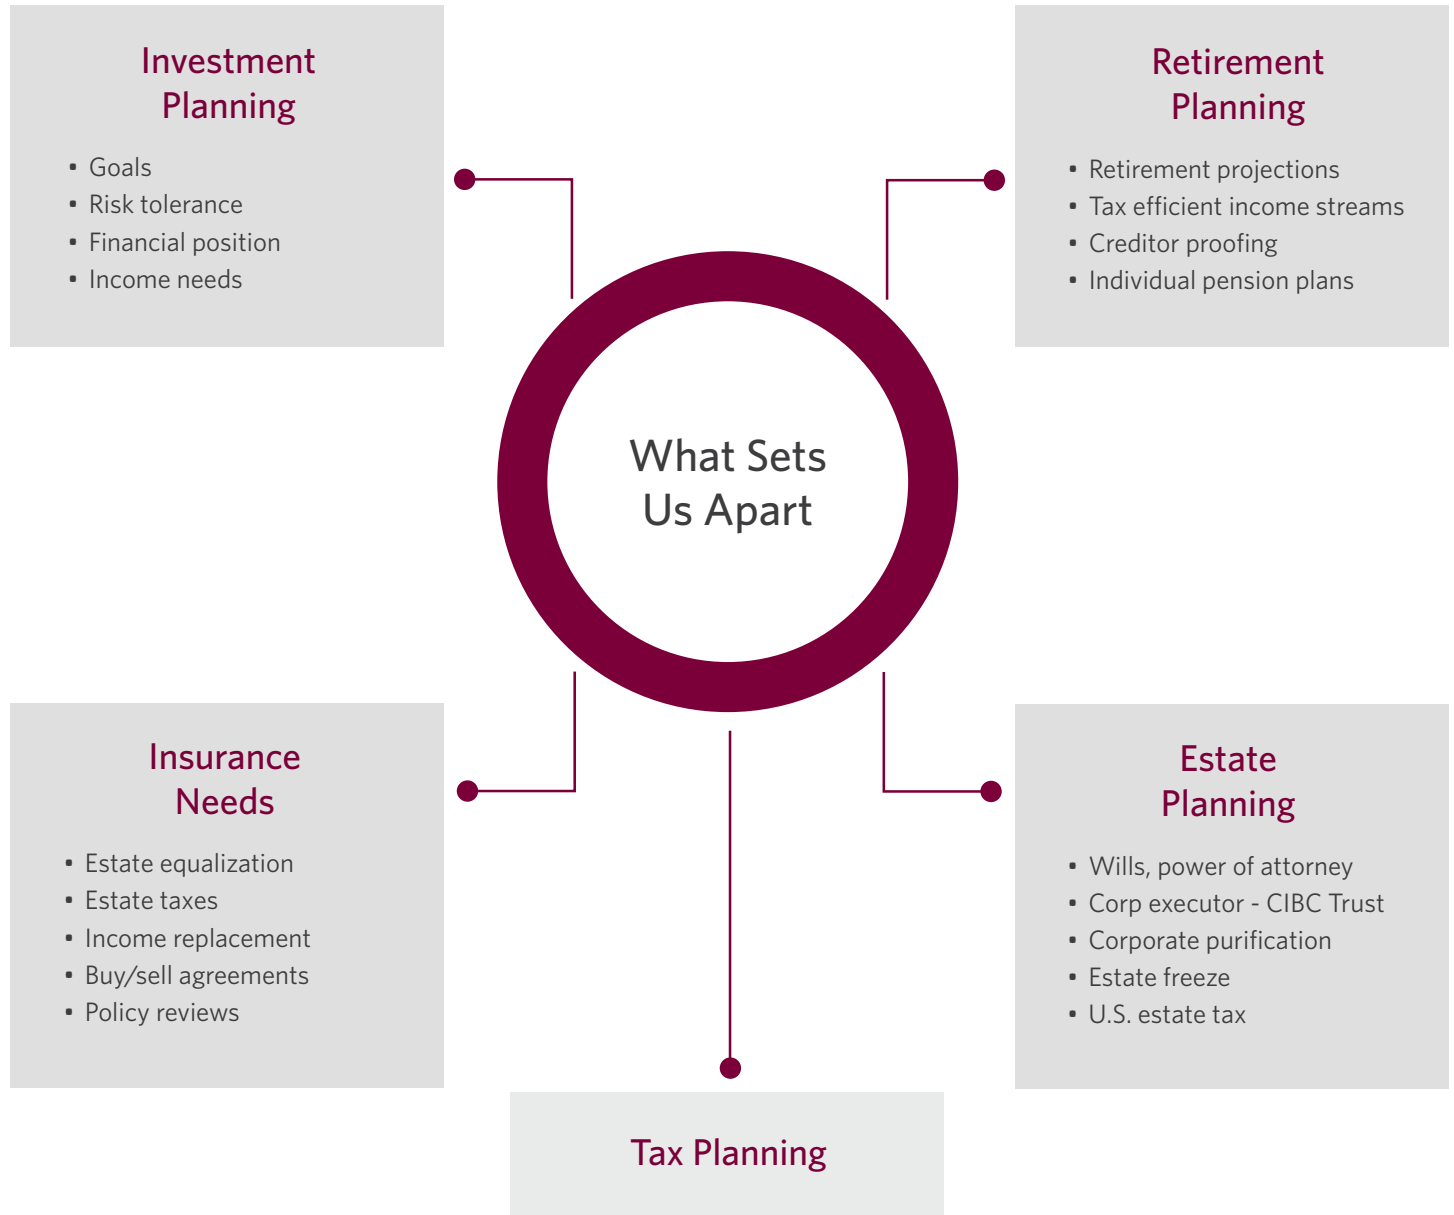 Investment
Planning
• Goals
• Risk tolerance
• Financial position
• Income needs
Retirement
Planning
• Retirement projections
• Tax efficient income streams
• Creditor proofing
• Individual pension plans
What Sets
Us Apart
Insurance
Needs
• Estate equalization
• Estate taxes
• Income replacement
• Buy/sell agreements
• Policy reviews
Estate
Planning
• Wills, power of attorney
• Corp executor - CIBC Trust
• Corporate purification
• Estate freeze
• U.S. estate tax
Tax Planning